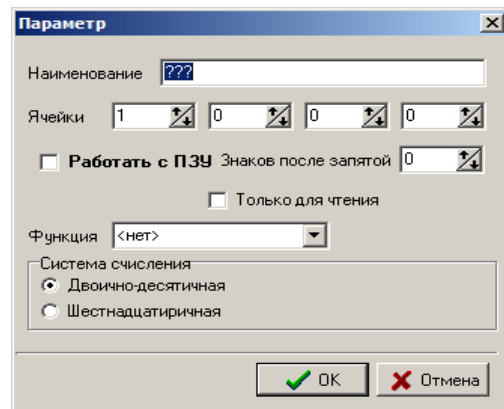 Параметр
Наименование ???
Ячейки 1 0 0 0
Работать с ПЗУ Знаков после запятой 0
Только для чтения
Функция <нет>
Система счисления
Двоично-десятичная
Шестнадцатиричная
OK Отмена